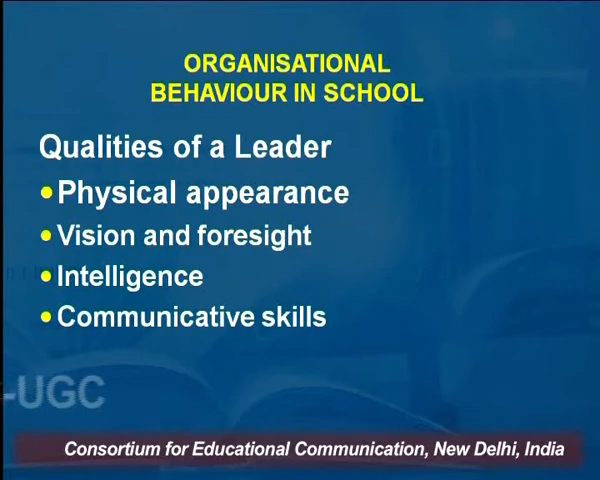 ORGANISATIONAL
BEHAVIOUR IN SCHOOL
Qualities of a Leader
•Physical appearance
•Vision and foresight
•Intelligence
•Communicative skills
-UGC
Consortium for Educational Communication, New Delhi, India